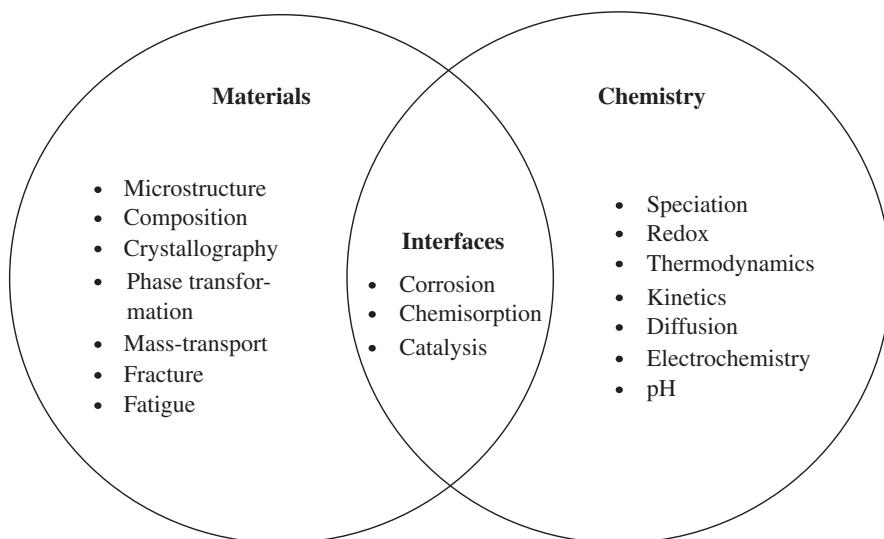 Materials
• Microstructure
• Composition
• Crystallography
• Phase transfor-
mation
• Mass-transport
• Fracture
• Fatigue
Interfaces
• Corrosion
• Chemisorption
• Catalysis
Chemistry
• Speciation
• Redox
• Thermodynamics
• Kinetics
• Diffusion
• Electrochemistry
• pH